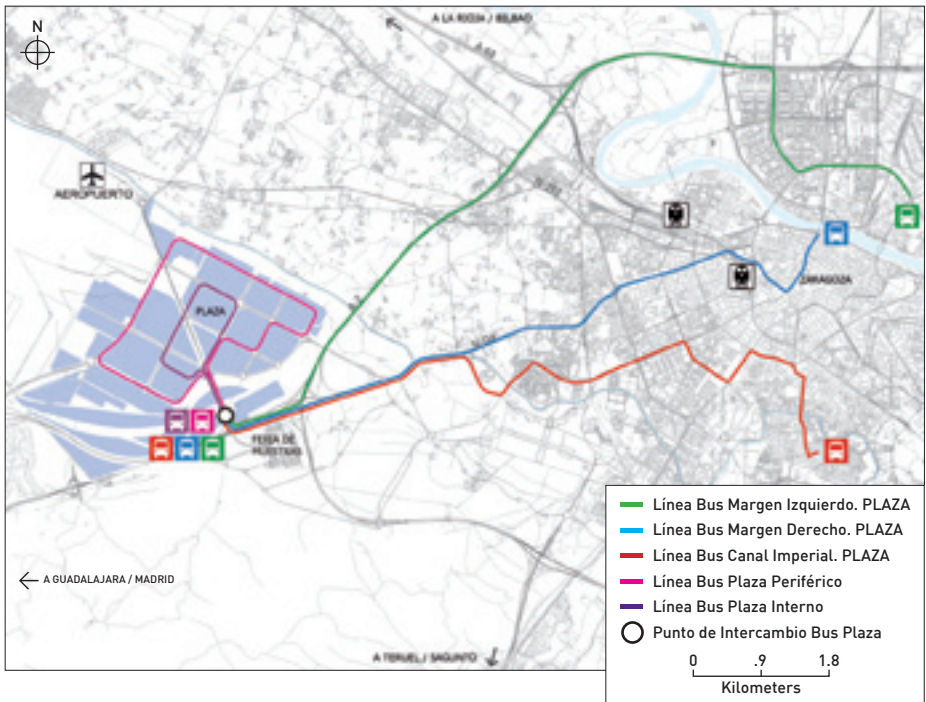 A LA RIOJA / BILBAO
N
A 68
AEROPUERTO
PLAZA
ZARAGOZA
FERIA DE
MUESTRAS
A GUADALAJARA / MADRID
A TERUEL / SAGUNTO
Línea Bus Margen Izquierdo. PLAZA
Línea Bus Margen Derecho. PLAZA
Línea Bus Canal Imperial. PLAZA
Línea Bus Plaza Periférico
Línea Bus Plaza Interno
Punto de Intercambio Bus Plaza
0 .9 1.8
Kilometers